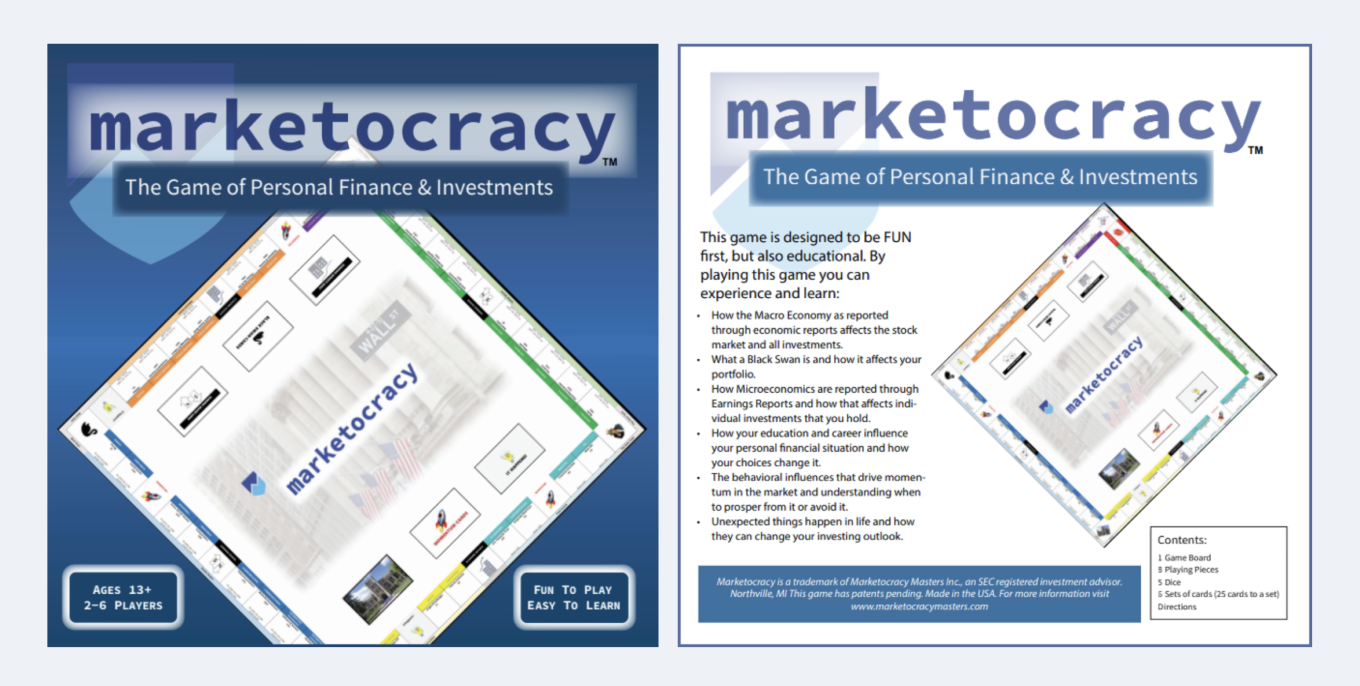 marketocracy
TM
The Game of Personal Finance & Investments
WALL ST
marketocracy
IT HAPPENS
MOMENTUM CARDS
AGES 13+
2–6 PLAYERS
FUN TO PLAY
EASY TO LEARN
marketocracy
TM
The Game of Personal Finance & Investments
This game is designed to be FUN
first, but also educational. By
playing this game you can
experience and learn:
• How the Macro Economy as reported
through economic reports affects the stock
market and all investments.
• What a Black Swan is and how it affects your
portfolio.
• How Microeconomics are reported through
Earnings Reports and how that affects indi-
vidual investments that you hold.
• How your education and career influence
your personal financial situation and how
your choices change it.
• The behavioral influences that drive momen-
tum in the market and understanding when
to prosper from it or avoid it.
• Unexpected things happen in life and how
they can change your investing outlook.
WALL ST
marketocracy
Contents:
1 Game Board
8 Playing Pieces
5 Dice
5 Sets of cards (25 cards to a set)
Directions
Marketocracy is a trademark of Marketocracy Masters Inc., an SEC registered investment advisor.
Northville, MI This game has patents pending. Made in the USA. For more information visit
www.marketocracymasters.com